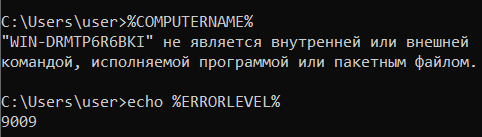 C:\Users\user>%COMPUTERNAME%
"WIN-DRMTP6R6BKI" не является внутренней или внешней
командой, исполняемой программой или пакетным файлом.
C:\Users\user>echo %ERRORLEVEL%
9009